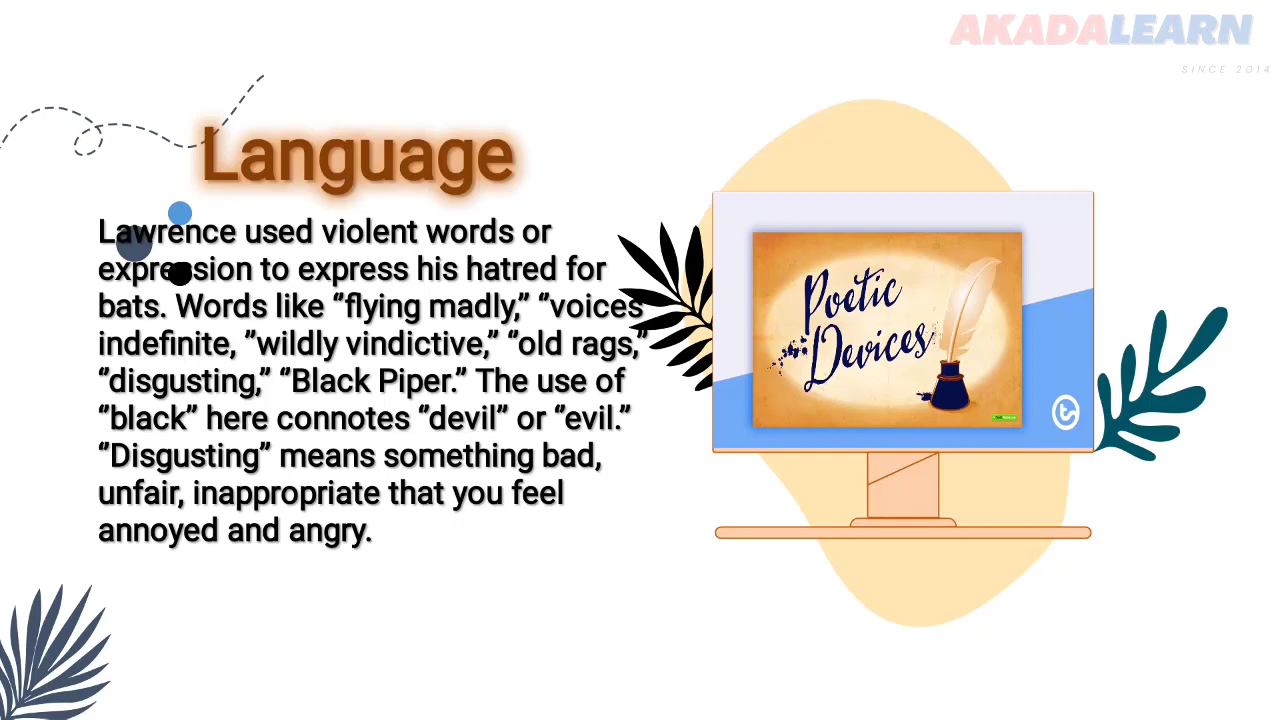 AKADALEARN
SINCE 2014
Language
Lawrence used violent words or
expression to express his hatred for
bats. Words like “flying madly,” “voices
indefinite, ”wildly vindictive,” “old rags,”
“disgusting,” “Black Piper.” The use of
“black” here connotes “devil” or “evil.”
“Disgusting” means something bad,
unfair, inappropriate that you feel
annoyed and angry.
Poetic
Devices